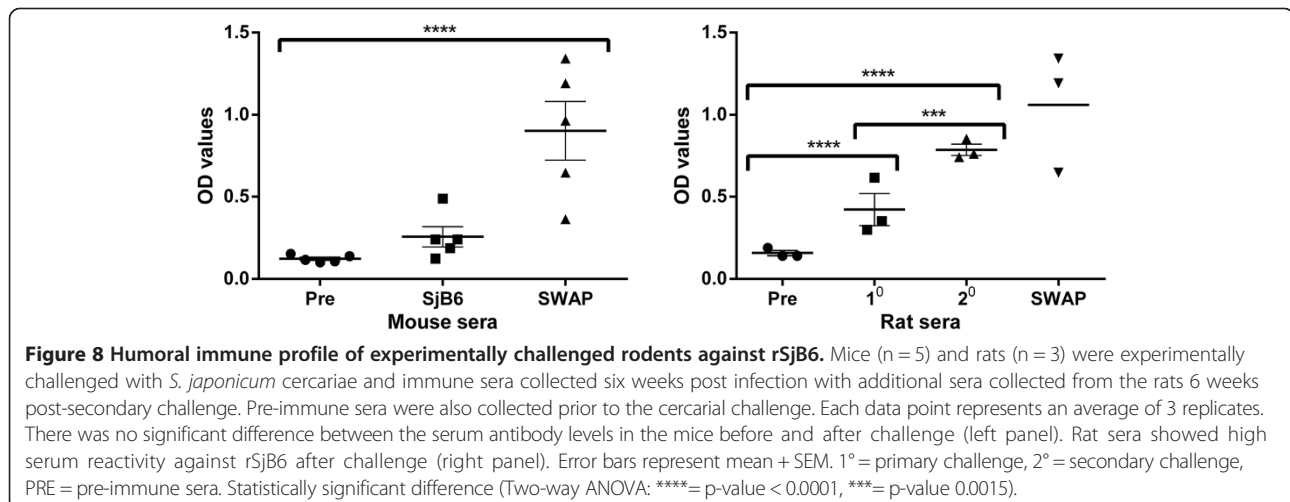 1.5
1.0
0.5
0.0
OD values
****
Pre SjB6 SWAP
Mouse sera
1.5
1.0
0.5
0.0
OD values
****
****
***
Pre 1⁰ 2⁰ SWAP
Rat sera
Figure 8 Humoral immune profile of experimentally challenged rodents against rSjB6. Mice (n = 5) and rats (n = 3) were experimentally
challenged with S. japonicum cercariae and immune sera collected six weeks post infection with additional sera collected from the rats 6 weeks
post-secondary challenge. Pre-immune sera were also collected prior to the cercarial challenge. Each data point represents an average of 3 replicates.
There was no significant difference between the serum antibody levels in the mice before and after challenge (left panel). Rat sera showed high
serum reactivity against rSjB6 after challenge (right panel). Error bars represent mean + SEM. 1° = primary challenge, 2° = secondary challenge,
PRE = pre-immune sera. Statistically significant difference (Two-way ANOVA: ****= p-value < 0.0001, ***= p-value 0.0015).